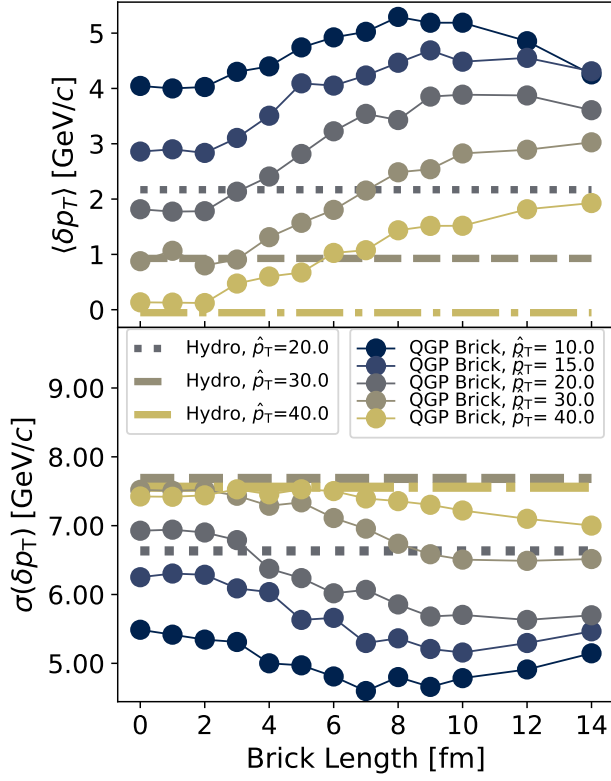 5
4
3
2
1
0
⟨δp_T⟩ [GeV/c]
Hydro, p̂_T=20.0
Hydro, p̂_T=30.0
Hydro, p̂_T=40.0
QGP Brick, p̂_T= 10.0
QGP Brick, p̂_T= 15.0
QGP Brick, p̂_T= 20.0
QGP Brick, p̂_T= 30.0
QGP Brick, p̂_T= 40.0
9.00
8.00
7.00
6.00
5.00
σ(δp_T) [GeV/c]
0 2 4 6 8 10 12 14
Brick Length [fm]